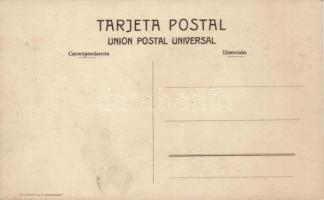 TARJETA POSTAL
UNION POSTAL UNIVERSAL
Correspondencia Dirección